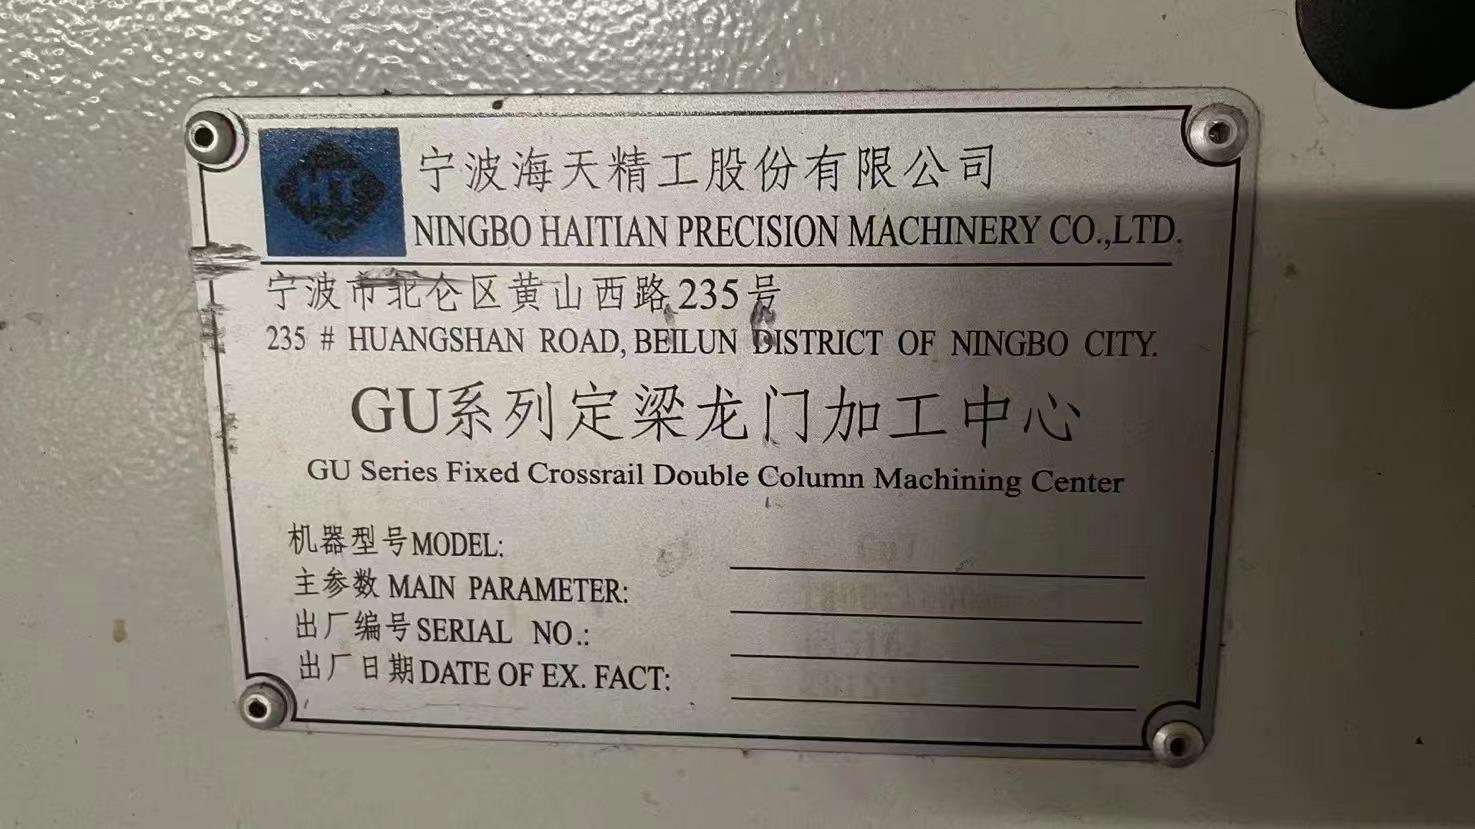 HT
宁波海天精工股份有限公司
NINGBO HAITIAN PRECISION MACHINERY CO.,LTD.
宁波市北仑区黄山西路235号
235 # HUANGSHAN ROAD, BEILUN DISTRICT OF NINGBO CITY.
GU系列定梁龙门加工中心
GU Series Fixed Crossrail Double Column Machining Center
机器型号MODEL:
主参数 MAIN PARAMETER:
出厂编号SERIAL NO.:
出厂日期DATE OF EX. FACT: